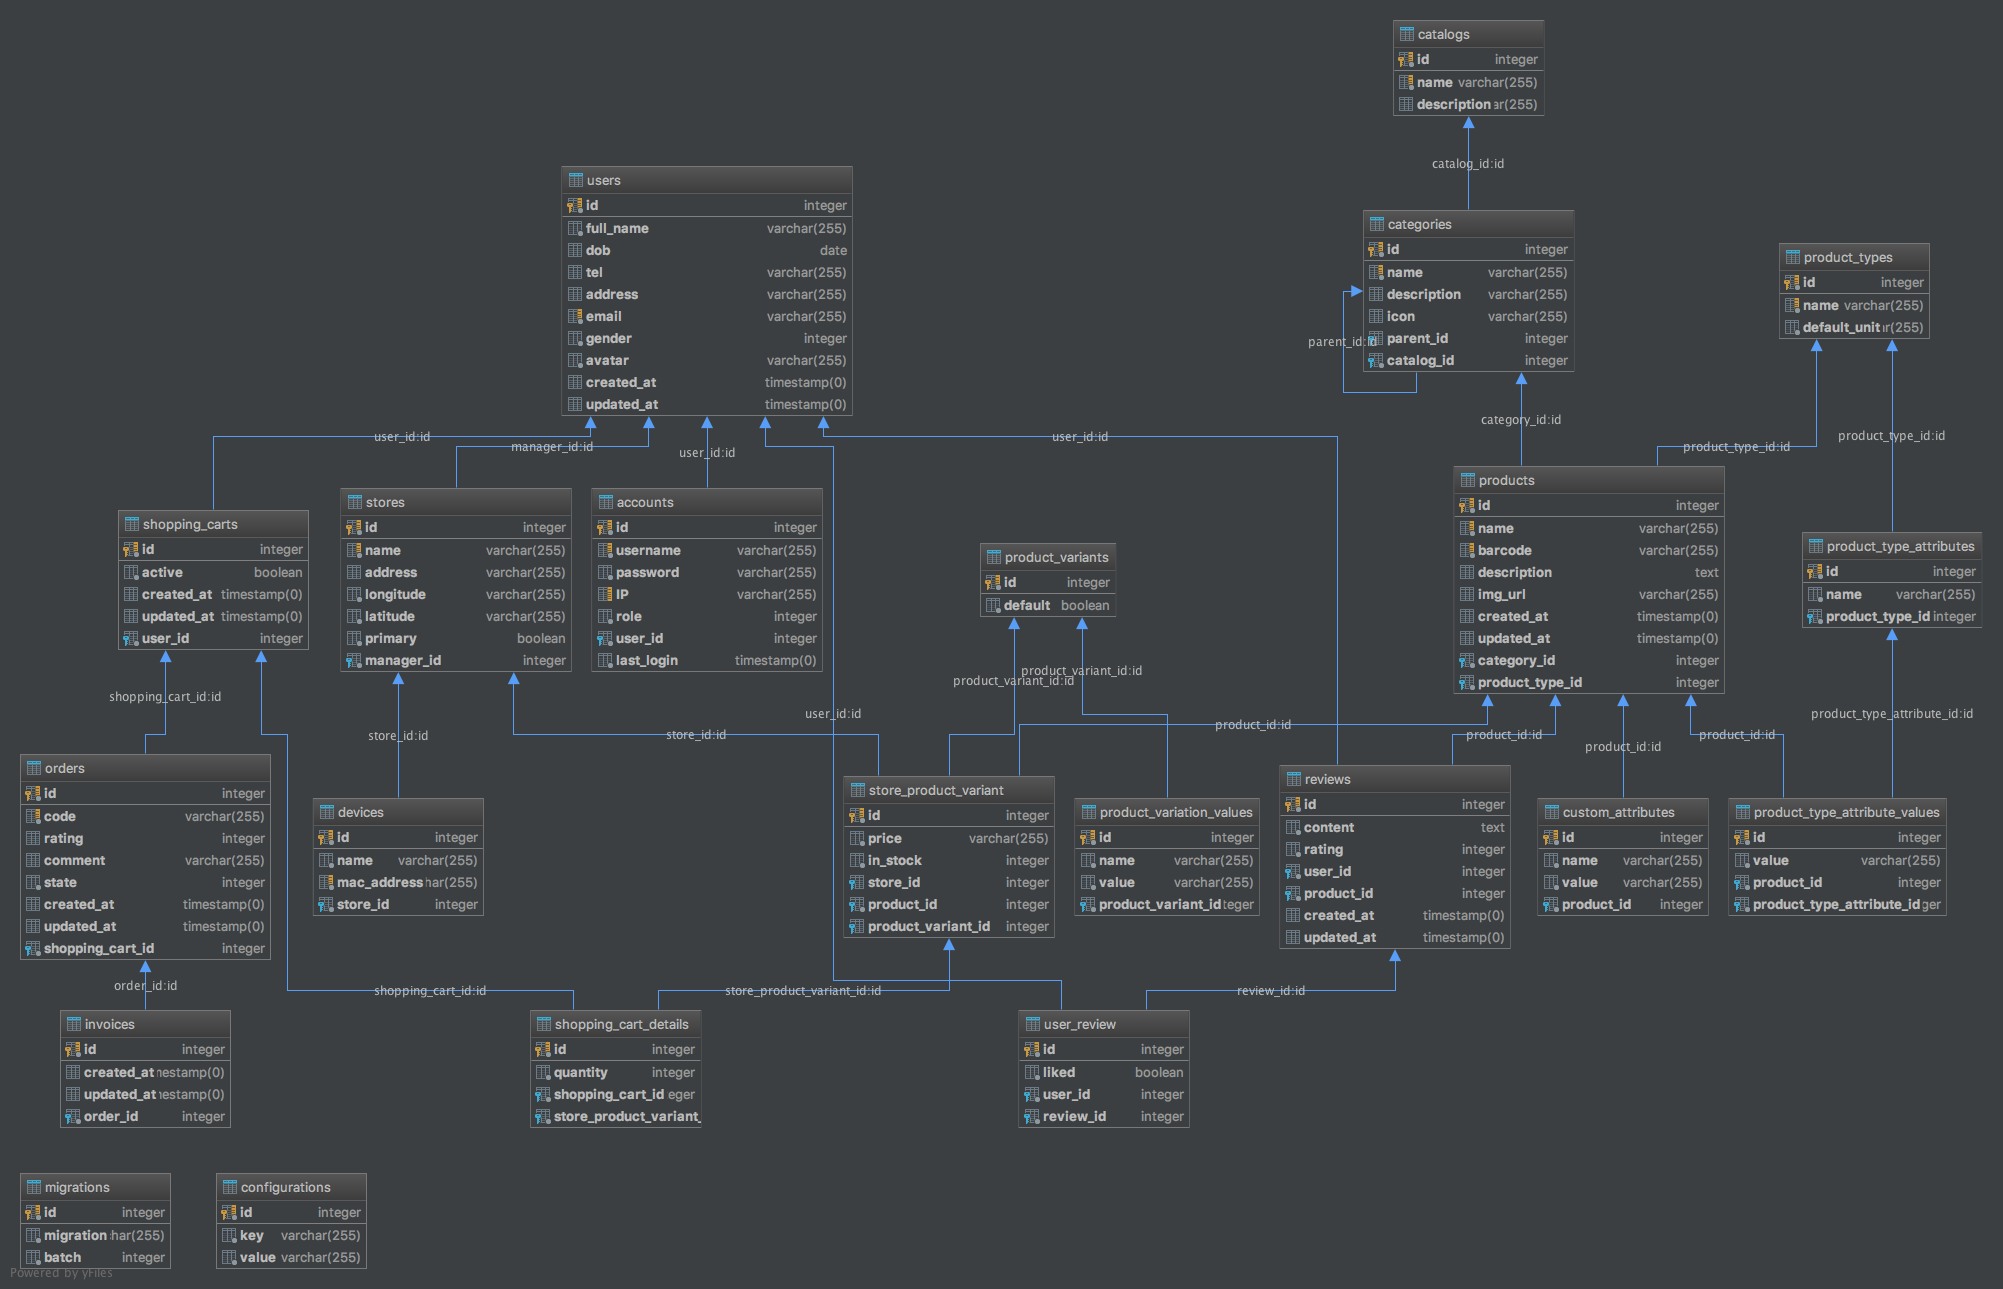 catalogs
id integer
name varchar(255)
description ar(255)
catalog_id:id
users
id integer
full_name varchar(255)
dob date
tel varchar(255)
address varchar(255)
email varchar(255)
gender integer
avatar varchar(255)
created_at timestamp(0)
updated_at timestamp(0)
categories
id integer
name varchar(255)
description varchar(255)
icon varchar(255)
parent_id integer
catalog_id integer
parent_id:id
product_types
id integer
name varchar(255)
default_unit ır(255)
user_id:id
manager_id:id
user_id:id
user_id:id
category_id:id
product_type_id:id
product_type_id:id
shopping_carts
id integer
active boolean
created_at timestamp(0)
updated_at timestamp(0)
user_id integer
stores
id integer
name varchar(255)
address varchar(255)
longitude varchar(255)
latitude varchar(255)
primary boolean
manager_id integer
accounts
id integer
username varchar(255)
password varchar(255)
IP varchar(255)
role integer
user_id integer
last_login timestamp(0)
product_variants
id integer
default boolean
products
id integer
name varchar(255)
barcode varchar(255)
description text
img_url varchar(255)
created_at timestamp(0)
updated_at timestamp(0)
category_id integer
product_type_id integer
product_type_attributes
id integer
name varchar(255)
product_type_id integer
shopping_cart_id:id
store_id:id
user_id:id
store_id:id
product_variant_id:id
product_variant_id:id
product_id:id
product_id:id
product_id:id
product_id:id
product_type_attribute_id:id
orders
id integer
code varchar(255)
rating integer
comment varchar(255)
state integer
created_at timestamp(0)
updated_at timestamp(0)
shopping_cart_id integer
devices
id integer
name varchar(255)
mac_address har(255)
store_id integer
store_product_variant
id integer
price varchar(255)
in_stock integer
store_id integer
product_id integer
product_variant_id integer
product_variation_values
id integer
name varchar(255)
value varchar(255)
product_variant_id teger
reviews
id integer
content text
rating integer
user_id integer
product_id integer
created_at timestamp(0)
updated_at timestamp(0)
custom_attributes
id integer
name varchar(255)
value varchar(255)
product_id integer
product_type_attribute_values
id integer
value varchar(255)
product_id integer
product_type_attribute_id ger
order_id:id
shopping_cart_id:id
store_product_variant_id:id
review_id:id
invoices
id integer
created_at nestamp(0)
updated_at ıestamp(0)
order_id integer
shopping_cart_details
id integer
quantity integer
shopping_cart_id eger
store_product_variant_
user_review
id integer
liked boolean
user_id integer
review_id integer
migrations
id integer
migration har(255)
batch integer
configurations
id integer
key varchar(255)
value varchar(255)
Powered by yFiles